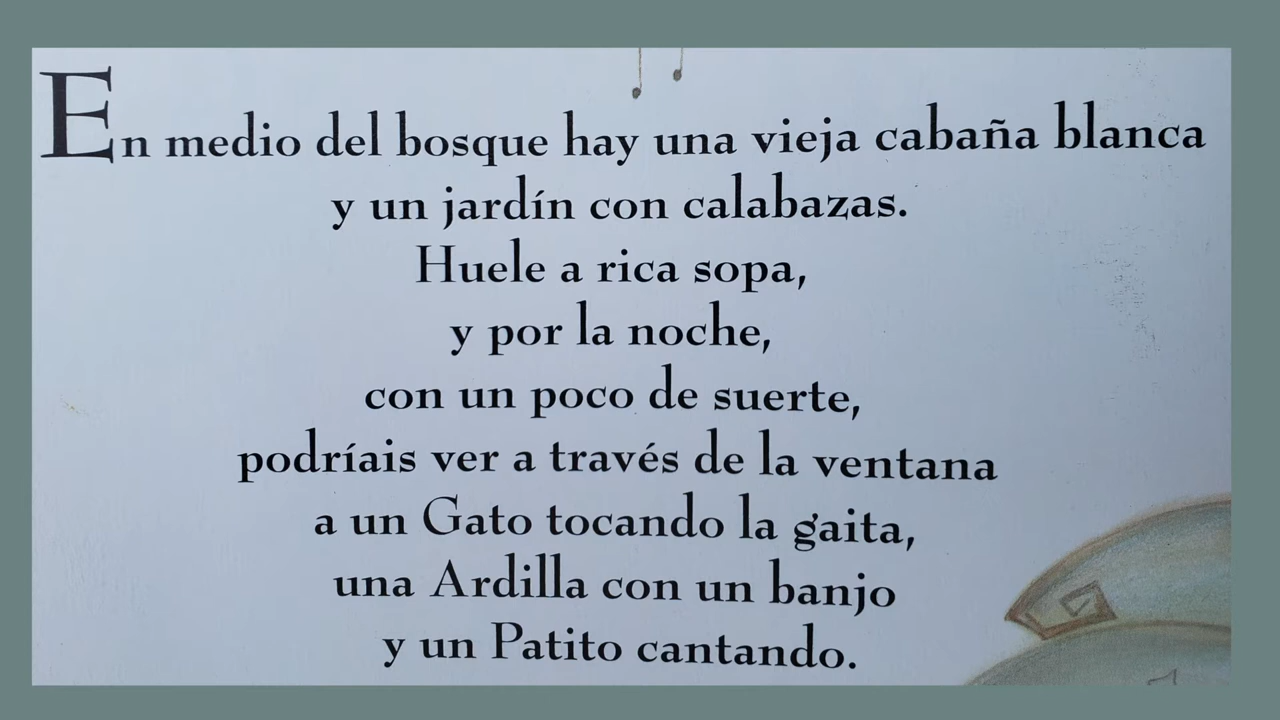 En medio del bosque hay una vieja cabaña blanca
y un jardín con calabazas.
Huele a rica sopa,
y por la noche,
con un poco de suerte,
podríais ver a través de la ventana
a un Gato tocando la gaita,
una Ardilla con un banjo
y un Patito cantando.